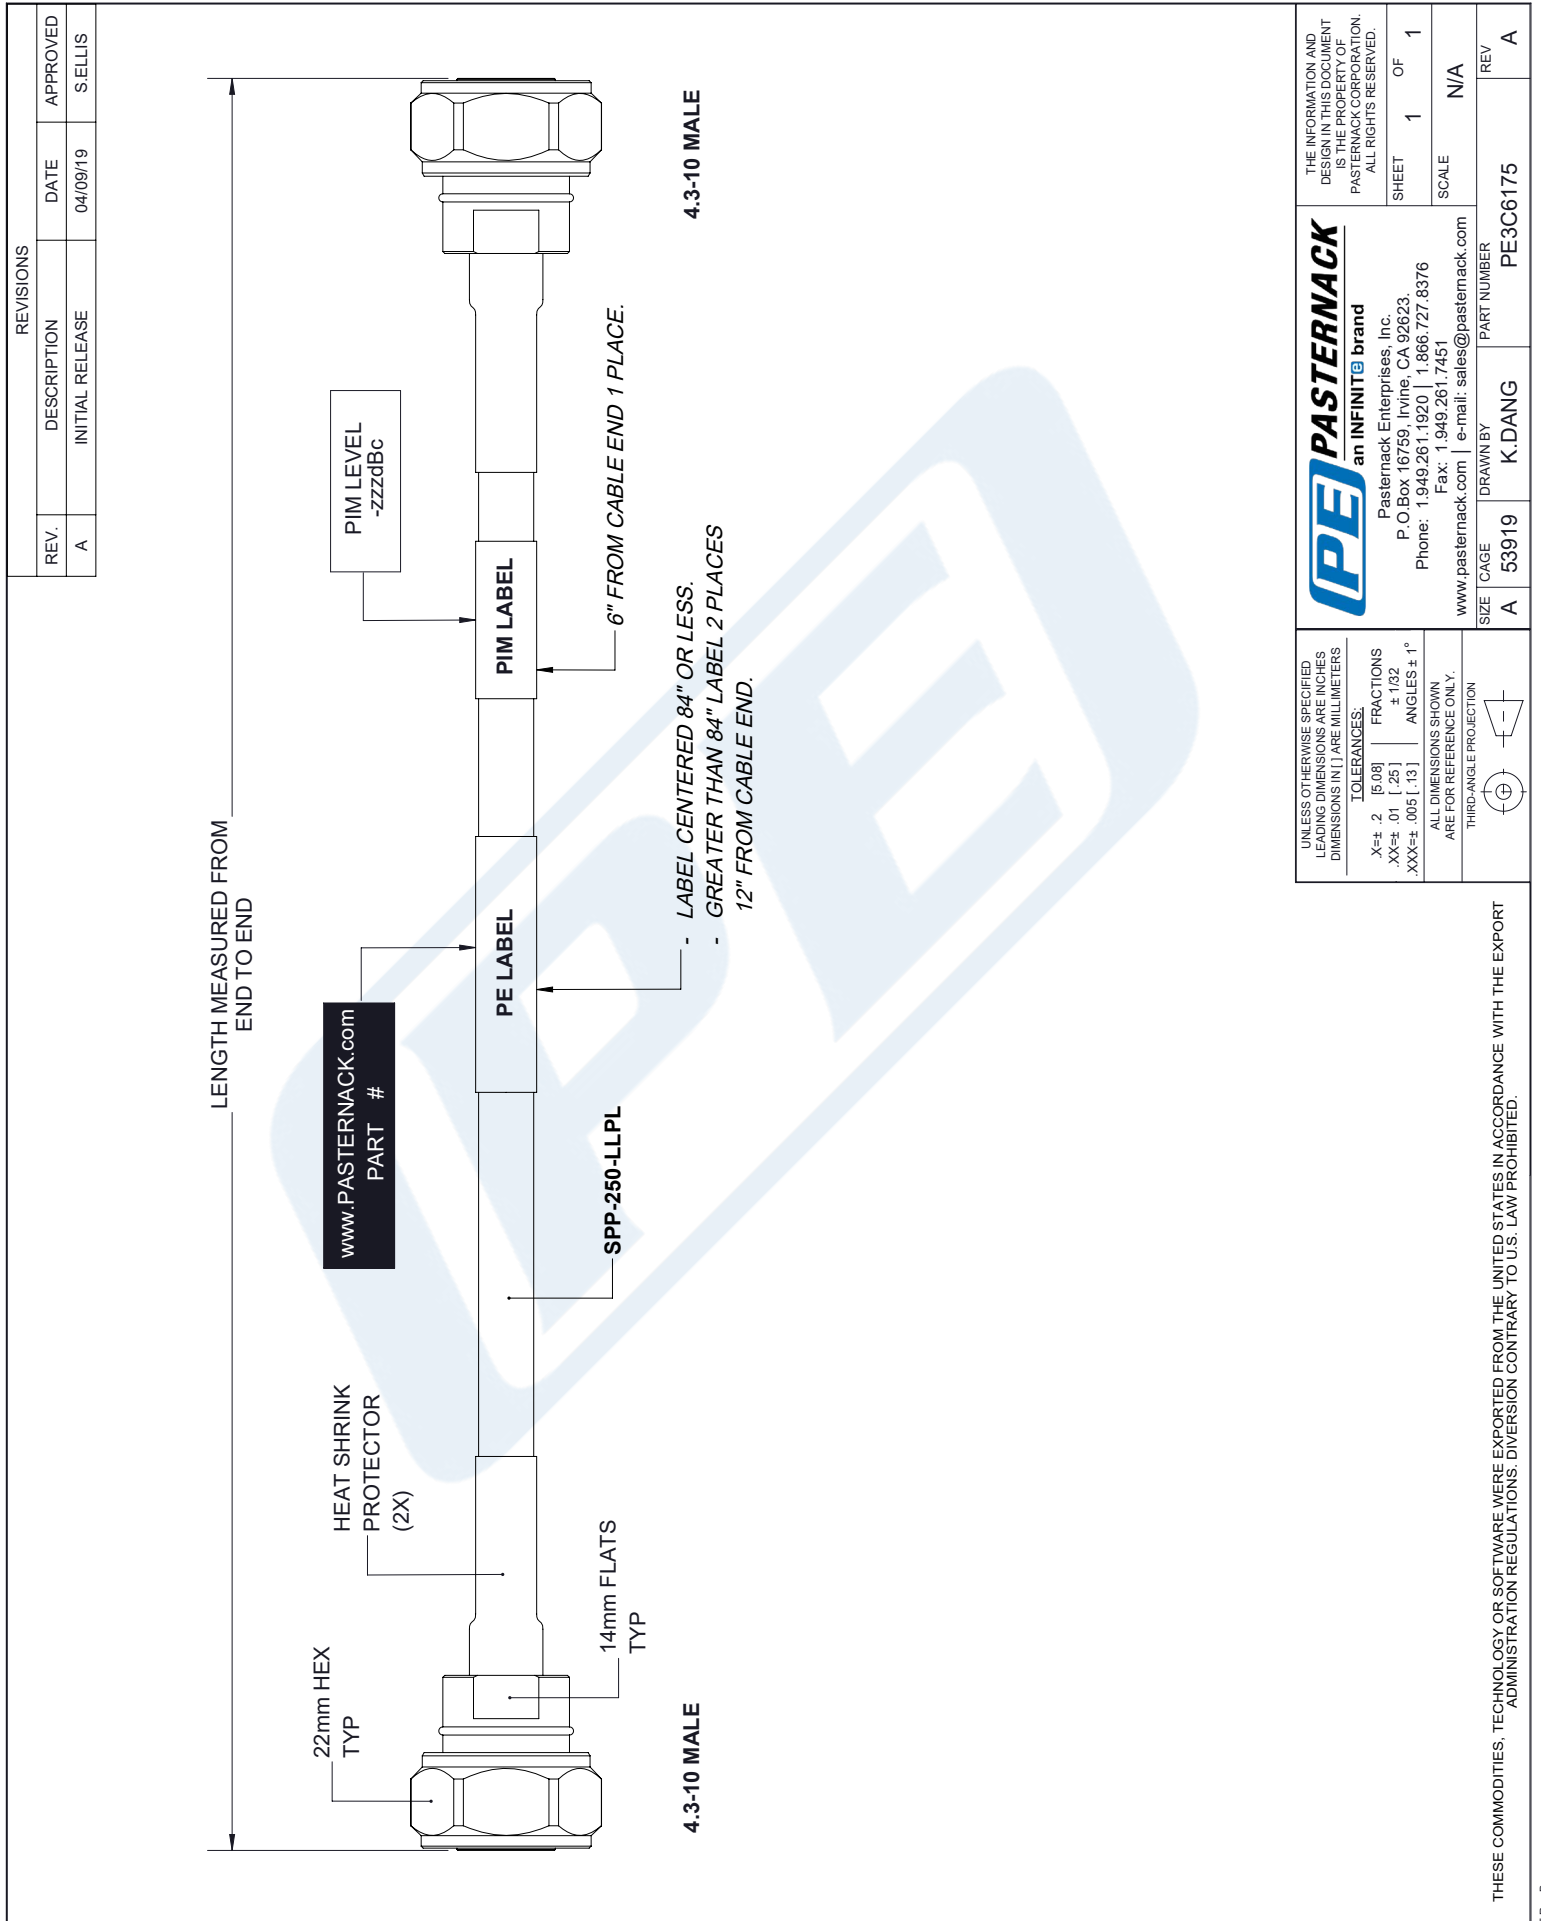 REVISIONS
REV. DESCRIPTION DATE APPROVED
A INITIAL RELEASE 04/09/19 S.ELLIS
LENGTH MEASURED FROM
END TO END
22mm HEX
TYP
HEAT SHRINK
PROTECTOR
(2X)
www.PASTERNACK.com
PART #
PIM LEVEL
-zzzdBc
PE LABEL
PIM LABEL
14mm FLATS
TYP
SPP-250-LLPL
6" FROM CABLE END 1 PLACE.
- LABEL CENTERED 84" OR LESS.
- GREATER THAN 84" LABEL 2 PLACES
12" FROM CABLE END.
4.3-10 MALE
4.3-10 MALE
PE
UNLESS OTHERWISE SPECIFIED
LEADING DIMENSIONS ARE INCHES
DIMENSIONS IN [ ] ARE MILLIMETERS
TOLERANCES:
.X=± .2 [5.08] FRACTIONS
.XX=± .01 [ .25] ± 1/32
.XXX=± .005 [ .13] ANGLES ± 1°
ALL DIMENSIONS SHOWN
ARE FOR REFERENCE ONLY.
THIRD-ANGLE PROJECTION
PE PASTERNACK
an INFINITe brand
Pasternack Enterprises, Inc.
P.O.Box 16759, Irvine, CA 92623.
Phone: 1.949.261.1920 | 1.866.727.8376
Fax: 1.949.261.7451
www.pasternack.com | e-mail: sales@pasternack.com
THE INFORMATION AND
DESIGN IN THIS DOCUMENT
IS THE PROPERTY OF
PASTERNACK CORPORATION.
ALL RIGHTS RESERVED.
SHEET 1 OF 1
SCALE N/A
SIZE A
CAGE 53919
DRAWN BY K.DANG
PART NUMBER PE3C6175
REV A
THESE COMMODITIES, TECHNOLOGY OR SOFTWARE WERE EXPORTED FROM THE UNITED STATES IN ACCORDANCE WITH THE EXPORT
ADMINISTRATION REGULATIONS. DIVERSION CONTRARY TO U.S. LAW PROHIBITED.